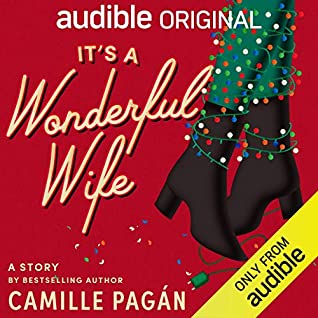 audible ORIGINAL
IT'S A
Wonderful
Wife
A STORY
BY BESTSELLING AUTHOR
CAMILLE PAGÁN
ONLY FROM
audible